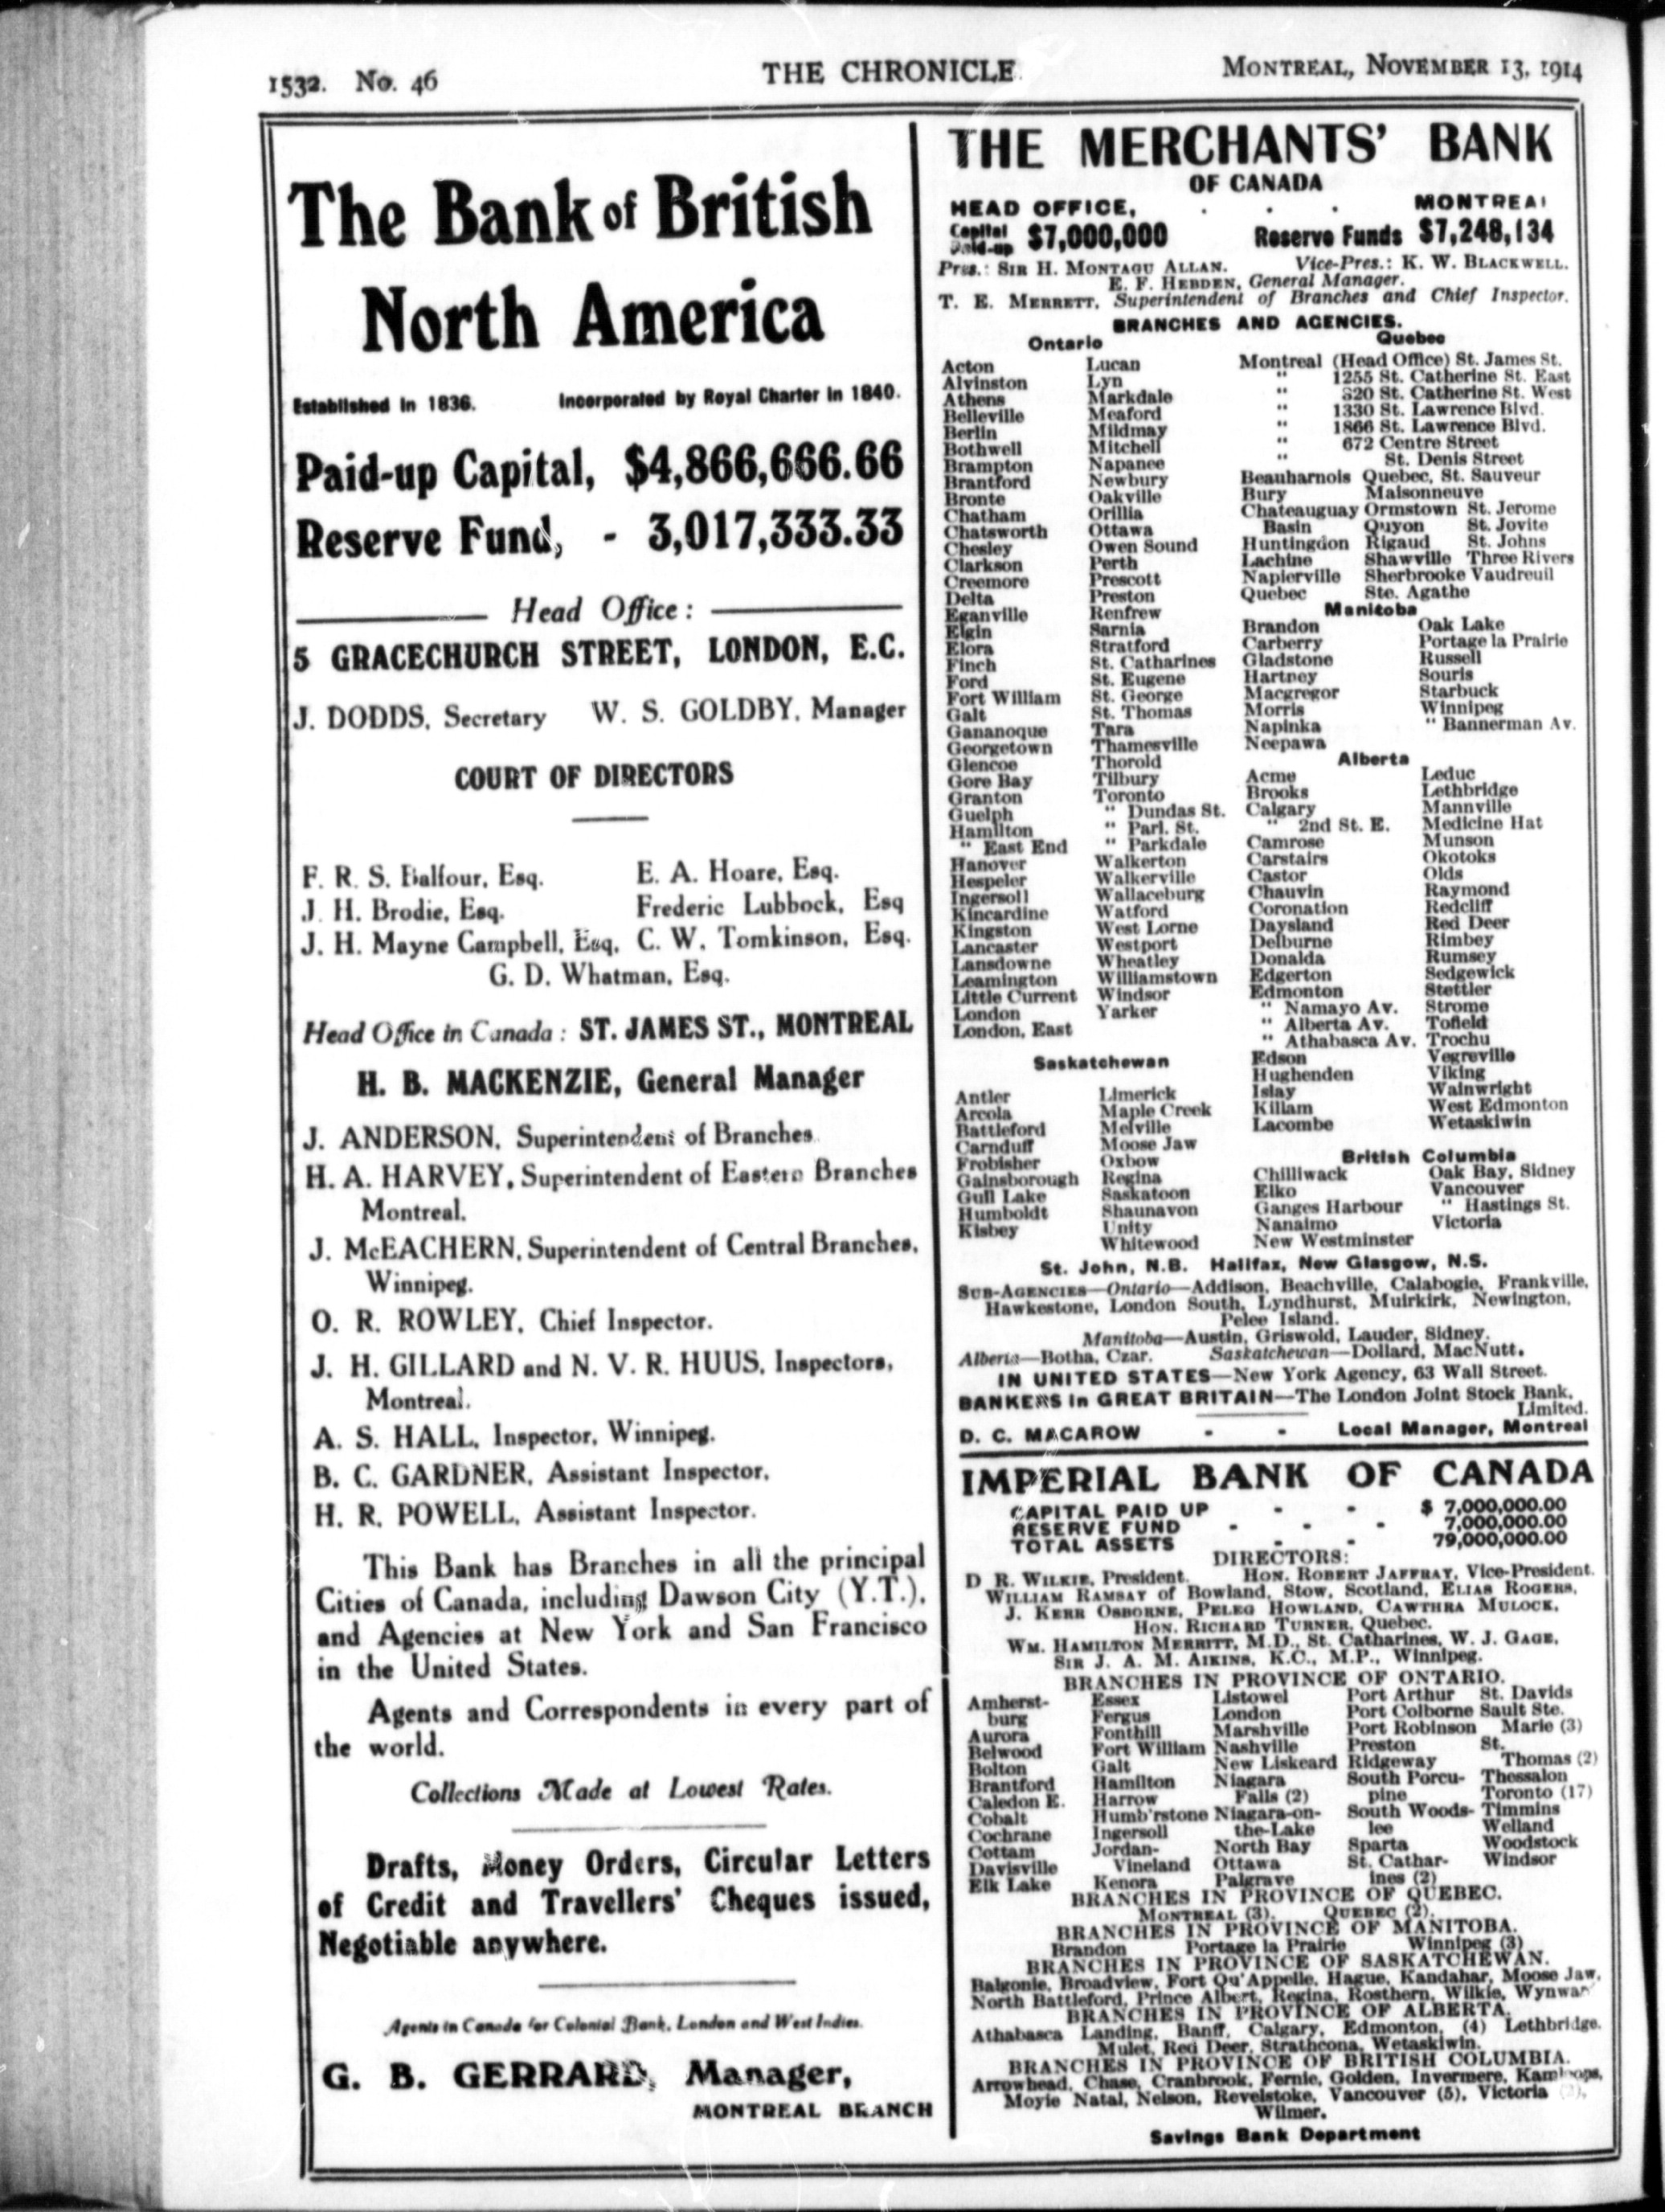 1532. No. 46
THE CHRONICLE.
MONTREAL, NOVEMBER 13, 1914
The Bank of British
North America
Established in 1836.
Incorporated by Royal Charter in 1840.
Paid-up Capital, $4,866,666.66
Reserve Fund, - 3,017,333.33
Head Office:
5 GRACECHURCH STREET, LONDON, E.C.
J. DODDS, Secretary W. S. GOLDBY, Manager
COURT OF DIRECTORS
F. R. S. Balfour, Esq. E. A. Hoare, Esq.
J. H. Brodie, Esq. Frederic Lubbock, Esq
J. H. Mayne Campbell, Esq. C. W. Tomkinson, Esq.
G. D. Whatman, Esq.
Head Office in Canada: ST. JAMES ST., MONTREAL
H. B. MACKENZIE, General Manager
J. ANDERSON, Superintendent of Branches.
H. A. HARVEY, Superintendent of Eastern Branches
Montreal.
J. McEACHERN, Superintendent of Central Branches,
Winnipeg.
O. R. ROWLEY, Chief Inspector.
J. H. GILLARD and N. V. R. HUUS, Inspectors,
Montreal.
A. S. HALL, Inspector, Winnipeg.
B. C. GARDNER, Assistant Inspector.
H. R. POWELL, Assistant Inspector.
This Bank has Branches in all the principal
Cities of Canada, including Dawson City (Y.T.),
and Agencies at New York and San Francisco
in the United States.
Agents and Correspondents in every part of
the world.
Collections Made at Lowest Rates.
Drafts, Money Orders, Circular Letters
of Credit and Travellers' Cheques issued,
Negotiable anywhere.
Agents in Canada for Colonial Bank, London and West Indies.
G. B. GERRARD, Manager,
MONTREAL BRANCH
THE MERCHANTS' BANK
OF CANADA
HEAD OFFICE, . . . MONTREAL
Capital Paid-up $7,000,000 Reserve Funds $7,248,134
Pres.: SIR H. MONTAGU ALLAN. Vice-Pres.: K. W. BLACKWELL.
E. F. HEBDEN, General Manager.
T. E. MERRETT, Superintendent of Branches and Chief Inspector.
BRANCHES AND AGENCIES.
Ontario
Acton Lucan
Alvinston Lyn
Athens Markdale
Belleville Meaford
Berlin Mildmay
Bothwell Mitchell
Brampton Napanee
Brantford Newbury
Bronte Oakville
Chatham Orillia
Chatsworth Ottawa
Chesley Owen Sound
Clarkson Perth
Creemore Prescott
Delta Preston
Eganville Renfrew
Elgin Sarnia
Elora Stratford
Finch St. Catharines
Ford St. Eugene
Fort William St. George
Galt St. Thomas
Gananoque Tara
Georgetown Thamesville
Glencoe Thorold
Gore Bay Tilbury
Granton Toronto
Guelph " Dundas St.
Hamilton " Parl. St.
" East End " Parkdale
Hanover Walkerton
Hespeler Walkerville
Ingersoll Wallaceburg
Kincardine Watford
Kingston West Lorne
Lancaster Westport
Lansdowne Wheatley
Leamington Williamstown
Little Current Windsor
London Yarker
London, East
Saskatchewan
Antler Limerick
Arcola Maple Creek
Battleford Melville
Carnduff Moose Jaw
Frobisher Oxbow
Gainsborough Regina
Gull Lake Saskatoon
Humboldt Shaunavon
Kisbey Unity
Whitewood
Quebec
Montreal (Head Office) St. James St.
" 1255 St. Catherine St. East
" 320 St. Catherine St. West
" 1330 St. Lawrence Blvd.
" 1866 St. Lawrence Blvd.
" 672 Centre Street
" St. Denis Street
Beauharnois Quebec, St. Sauveur
Bury Maisonneuve
Chateauguay Ormstown St. Jerome
Basin Quyon St. Jovite
Huntingdon Rigaud St. Johns
Lachine Shawville Three Rivers
Napierville Sherbrooke Vaudreuil
Quebec Ste. Agathe
Manitoba
Brandon Oak Lake
Carberry Portage la Prairie
Gladstone Russell
Hartney Souris
Macgregor Starbuck
Morris Winnipeg
Napinka " Bannerman Av.
Neepawa
Alberta
Acme Leduc
Brooks Lethbridge
Calgary Mannville
" 2nd St. E. Medicine Hat
Camrose Munson
Carstairs Okotoks
Castor Olds
Chauvin Raymond
Coronation Redcliff
Daysland Red Deer
Delburne Rimbey
Donalda Rumsey
Edgerton Sedgewick
Edmonton Stettler
" Namayo Av. Strome
" Alberta Av. Tofield
" Athabasca Av. Trochu
Edson Vegreville
Hughenden Viking
Islay Wainwright
Killam West Edmonton
Lacombe Wetaskiwin
British Columbia
Chilliwack Oak Bay, Sidney
Elko Vancouver
Ganges Harbour " Hastings St.
Nanaimo Victoria
New Westminster
St. John, N.B. Halifax, New Glasgow, N.S.
SUB-AGENCIES—Ontario—Addison, Beachville, Calabogie, Frankville,
Hawkestone, London South, Lyndhurst, Muirkirk, Newington,
Pelee Island.
Manitoba—Austin, Griswold, Lauder, Sidney.
Alberta—Botha, Czar. Saskatchewan—Dollard, MacNutt.
IN UNITED STATES—New York Agency, 63 Wall Street.
BANKERS in GREAT BRITAIN—The London Joint Stock Bank,
Limited.
D. C. MACAROW - - Local Manager, Montreal
IMPERIAL BANK OF CANADA
CAPITAL PAID UP - - $ 7,000,000.00
RESERVE FUND - - - 7,000,000.00
TOTAL ASSETS - - 79,000,000.00
DIRECTORS:
D R. WILKIE, President. HON. ROBERT JAFFRAY, Vice-President.
WILLIAM RAMSAY of Bowland, Stow, Scotland, ELIAS ROGERS,
J. KERR OSBORNE, PELEG HOWLAND, CAWTHRA MULOCK,
HON. RICHARD TURNER, Quebec.
WM. HAMILTON MERRITT, M.D., St. Catharines, W. J. GAGE,
SIR J. A. M. AIKINS, K.C., M.P., Winnipeg.
BRANCHES IN PROVINCE OF ONTARIO.
Amherst- Essex Listowel Port Arthur St. Davids
burg Fergus London Port Colborne Sault Ste.
Aurora Fonthill Marshville Port Robinson Marie (3)
Belwood Fort William Nashville Preston St.
Bolton Galt New Liskeard Ridgeway Thomas (2)
Brantford Hamilton Niagara South Porcu- Thessalon
Caledon E. Harrow Falls (2) pine Toronto (17)
Cobalt Humb'rstone Niagara-on- South Woods- Timmins
Cochrane Ingersoll the-Lake lee Welland
Cottam Jordan- North Bay Sparta Woodstock
Davisville Vineland Ottawa St. Cathar- Windsor
Elk Lake Kenora Palgrave ines (2)
BRANCHES IN PROVINCE OF QUEBEC.
MONTREAL (3). QUEBEC (2).
BRANCHES IN PROVINCE OF MANITOBA.
Brandon Portage la Prairie Winnipeg (3)
BRANCHES IN PROVINCE OF SASKATCHEWAN.
Balgonie, Broadview, Fort Qu'Appelle, Hague, Kandahar, Moose Jaw,
North Battleford, Prince Albert, Regina, Rosthern, Wilkie,
BRANCHES IN PROVINCE OF ALBERTA.
Athabasca Landing, Banff, Calgary, Edmonton, (4) Lethbridge,
Mulet, Red Deer, Strathcona, Wetaskiwin.
BRANCHES IN PROVINCE OF BRITISH COLUMBIA.
Arrowhead, Chase, Cranbrook, Fernie, Golden, Invermere, Kamloops,
Moyie Natal, Nelson, Revelstoke, Vancouver (5), Victoria
Wilmer.
Savings Bank Department